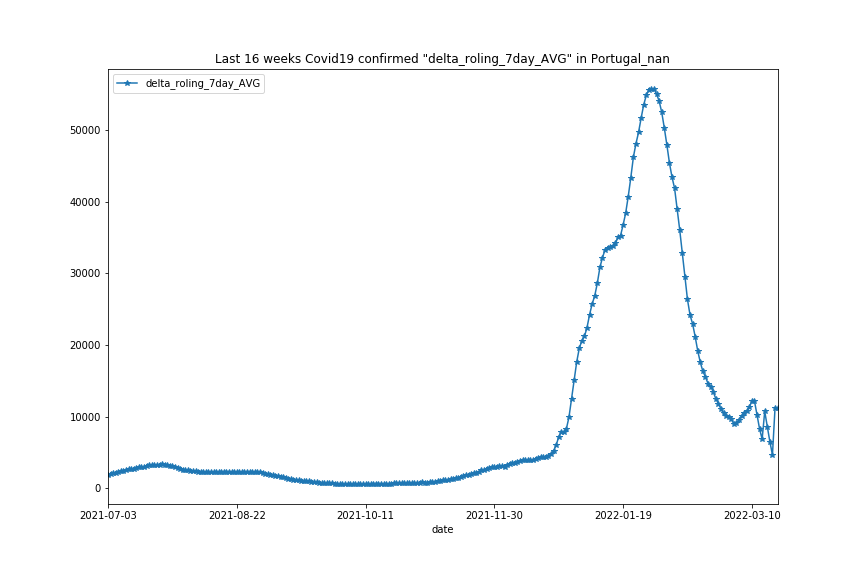 Last 16 weeks Covid19 confirmed "delta_roling_7day_AVG" in Portugal_nan
delta_roling_7day_AVG
50000
40000
30000
20000
10000
0
2021-07-03 2021-08-22 2021-10-11 2021-11-30 2022-01-19 2022-03-10
date